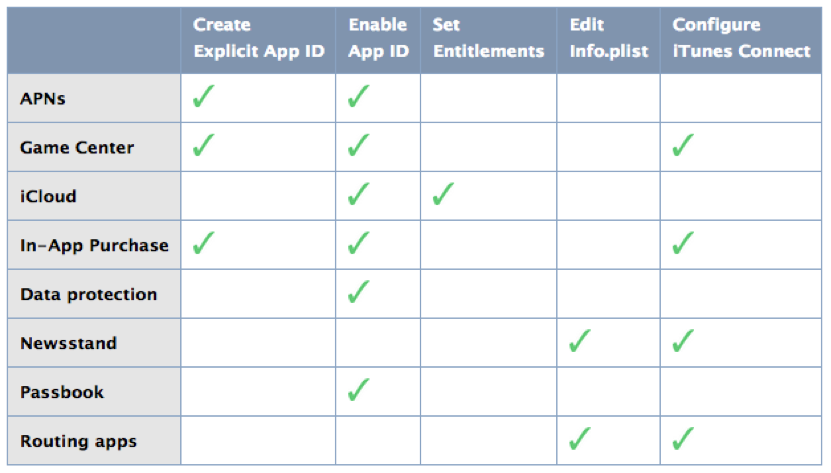 Create Enable Set Edit Configure
Explicit App ID App ID Entitlements Info.plist iTunes Connect
APNs ✓ ✓
Game Center ✓ ✓ ✓
iCloud ✓ ✓
In-App Purchase ✓ ✓ ✓
Data protection ✓
Newsstand ✓ ✓
Passbook ✓
Routing apps ✓ ✓